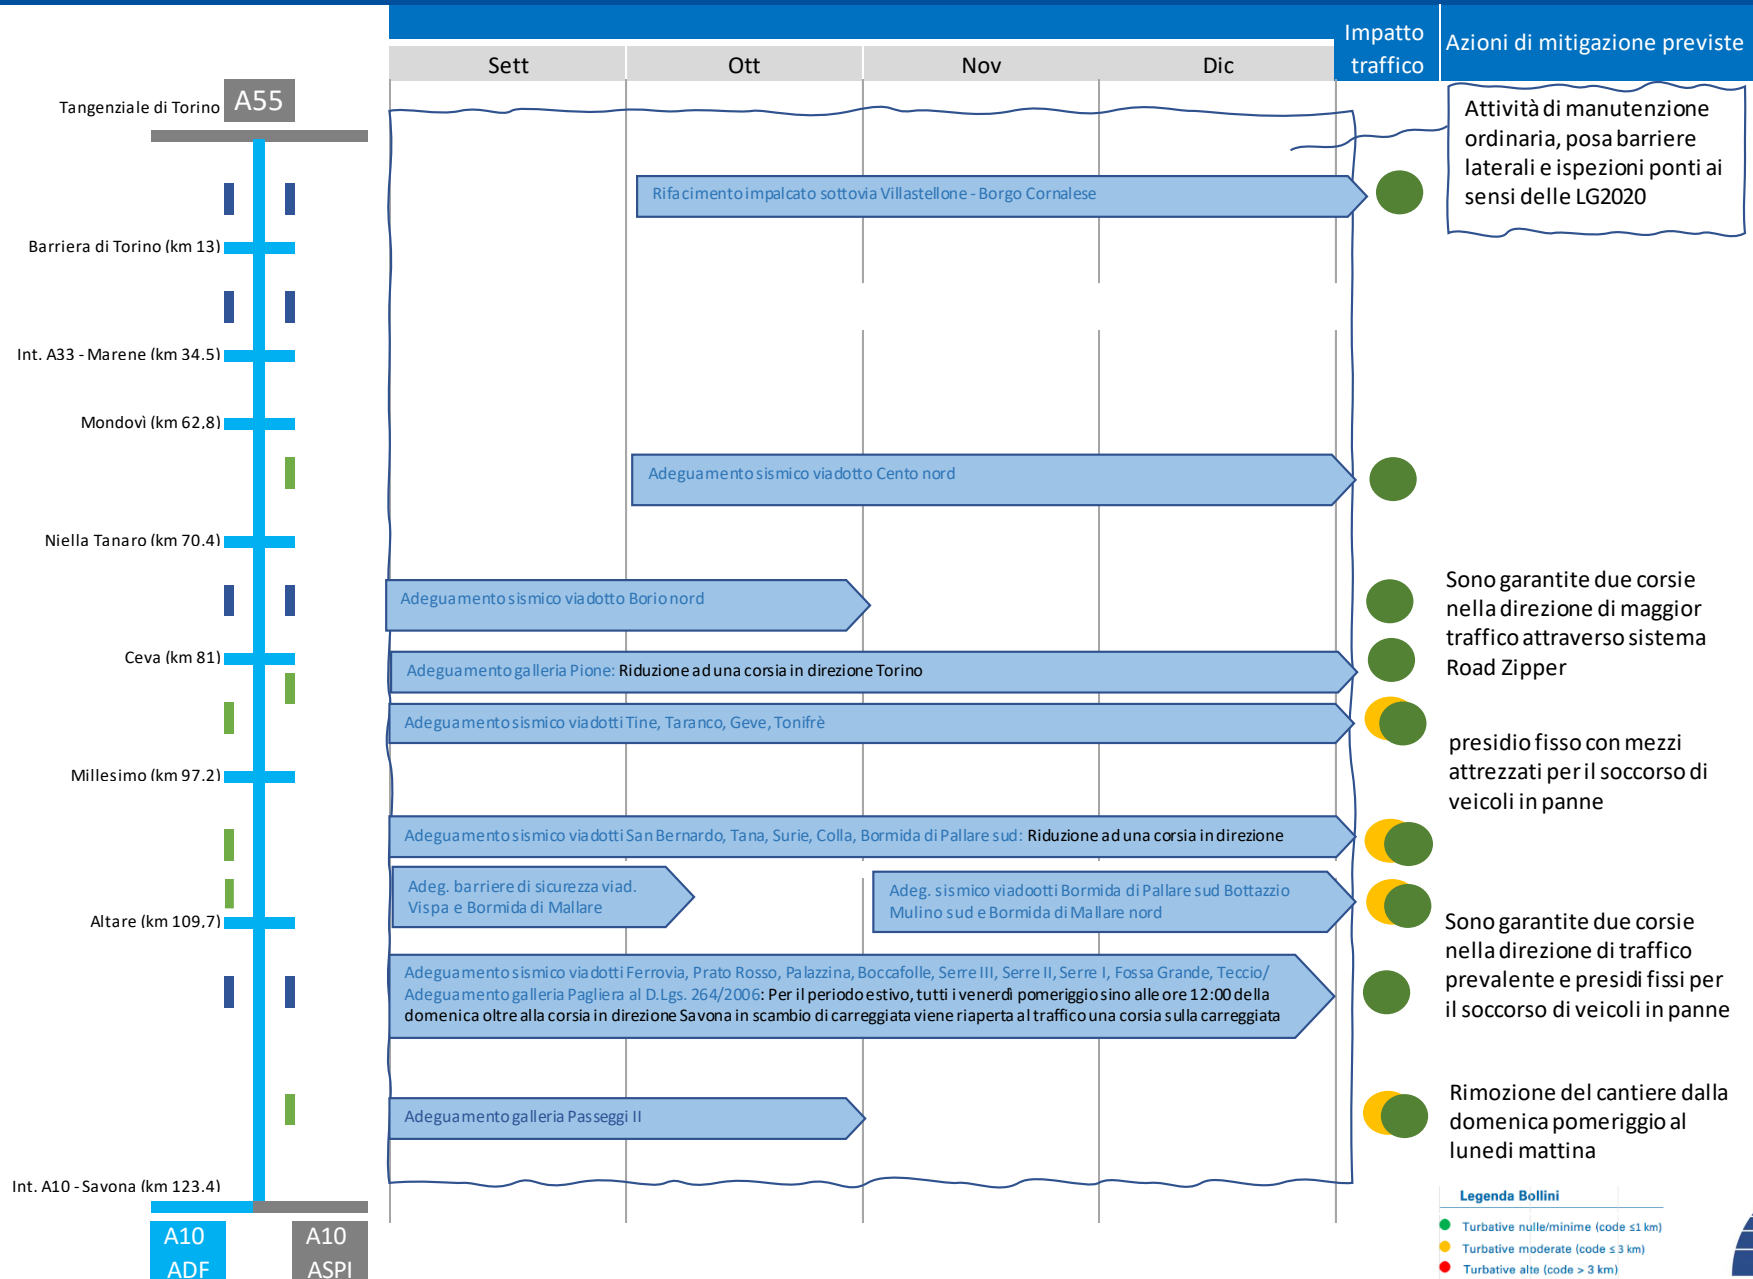 Impatto
traffico
Azioni di mitigazione previste
Sett
Ott
Nov
Dic
Tangenziale di Torino
A55
Attività di manutenzione
ordinaria, posa barriere
laterali e ispezioni ponti ai
sensi delle LG2020
Rifacimento impalcato sottovia Villastellone - Borgo Cornalese
Barriera di Torino (km 13)
Int. A33 - Marene (km 34.5)
Mondovì (km 62,8)
Adeguamento sismico viadotto Cento nord
Niella Tanaro (km 70.4)
Adeguamento sismico viadotto Borio nord
Sono garantite due corsie
nella direzione di maggior
traffico attraverso sistema
Road Zipper
Ceva (km 81)
Adeguamento galleria Pione: Riduzione ad una corsia in direzione Torino
Adeguamento sismico viadotti Tine, Taranco, Geve, Tonifrè
presidio fisso con mezzi
attrezzati per il soccorso di
veicoli in panne
Millesimo (km 97.2)
Adeguamento sismico viadotti San Bernardo, Tana, Surie, Colla, Bormida di Pallare sud: Riduzione ad una corsia in direzione
Adeg. barriere di sicurezza viad.
Vispa e Bormida di Mallare
Adeg. sismico viadootti Bormida di Pallare sud Bottazzio
Mulino sud e Bormida di Mallare nord
Altare (km 109,7)
Sono garantite due corsie
nella direzione di traffico
prevalente e presidi fissi per
il soccorso di veicoli in panne
Adeguamento sismico viadotti Ferrovia, Prato Rosso, Palazzina, Boccafolle, Serre III, Serre II, Serre I, Fossa Grande, Teccio/
Adeguamento galleria Pagliera al D.Lgs. 264/2006: Per il periodo estivo, tutti i venerdì pomeriggio sino alle ore 12:00 della
domenica oltre alla corsia in direzione Savona in scambio di carreggiata viene riaperta al traffico una corsia sulla carreggiata
Adeguamento galleria Passeggi II
Rimozione del cantiere dalla
domenica pomeriggio al
lunedi mattina
Int. A10 - Savona (km 123.4)
A10
ADF
A10
ASPI
Legenda Bollini
Turbative nulle/minime (code ≤1 km)
Turbative moderate (code ≤ 3 km)
Turbative alte (code > 3 km)